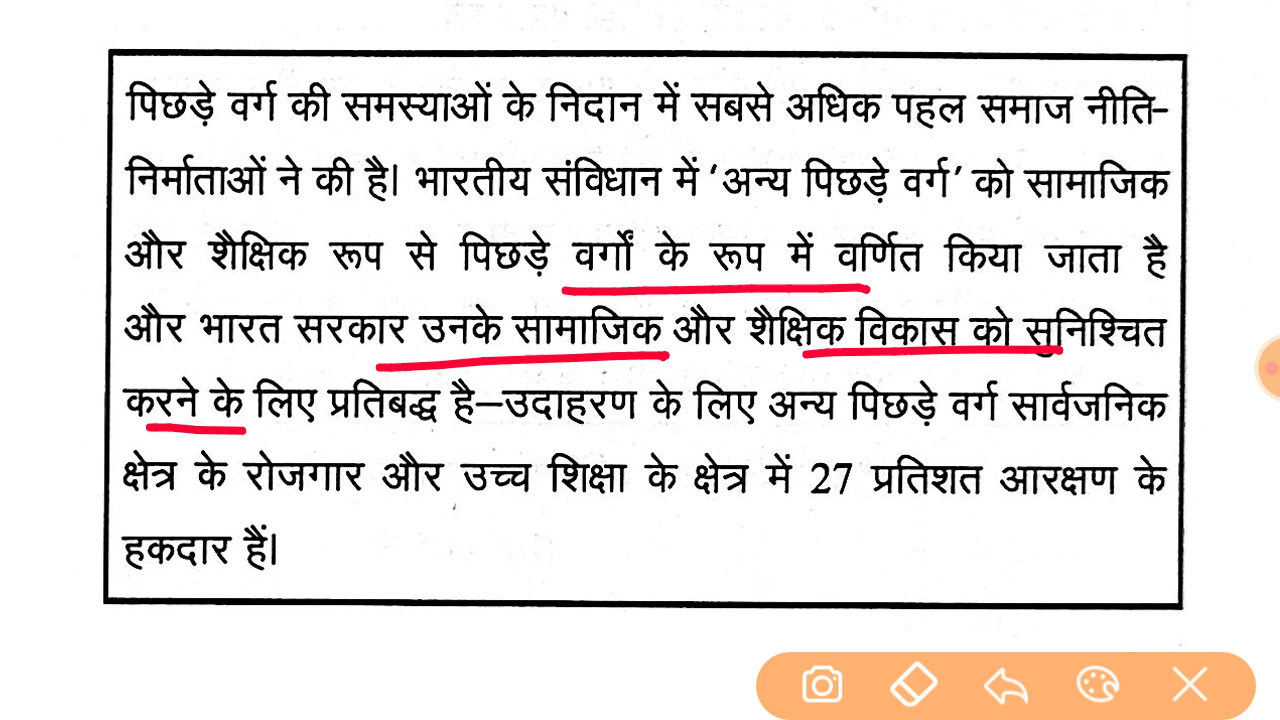 पिछड़े वर्ग की समस्याओं के निदान में सबसे अधिक पहल समाज नीति-
निर्माताओं ने की है। भारतीय संविधान में ‘अन्य पिछड़े वर्ग’ को सामाजिक
और शैक्षिक रूप से पिछड़े वर्गों के रूप में वर्णित किया जाता है
और भारत सरकार उनके सामाजिक और शैक्षिक विकास को सुनिश्चित
करने के लिए प्रतिबद्ध है—उदाहरण के लिए अन्य पिछड़े वर्ग सार्वजनिक
क्षेत्र के रोजगार और उच्च शिक्षा के क्षेत्र में 27 प्रतिशत आरक्षण के
हकदार हैं।